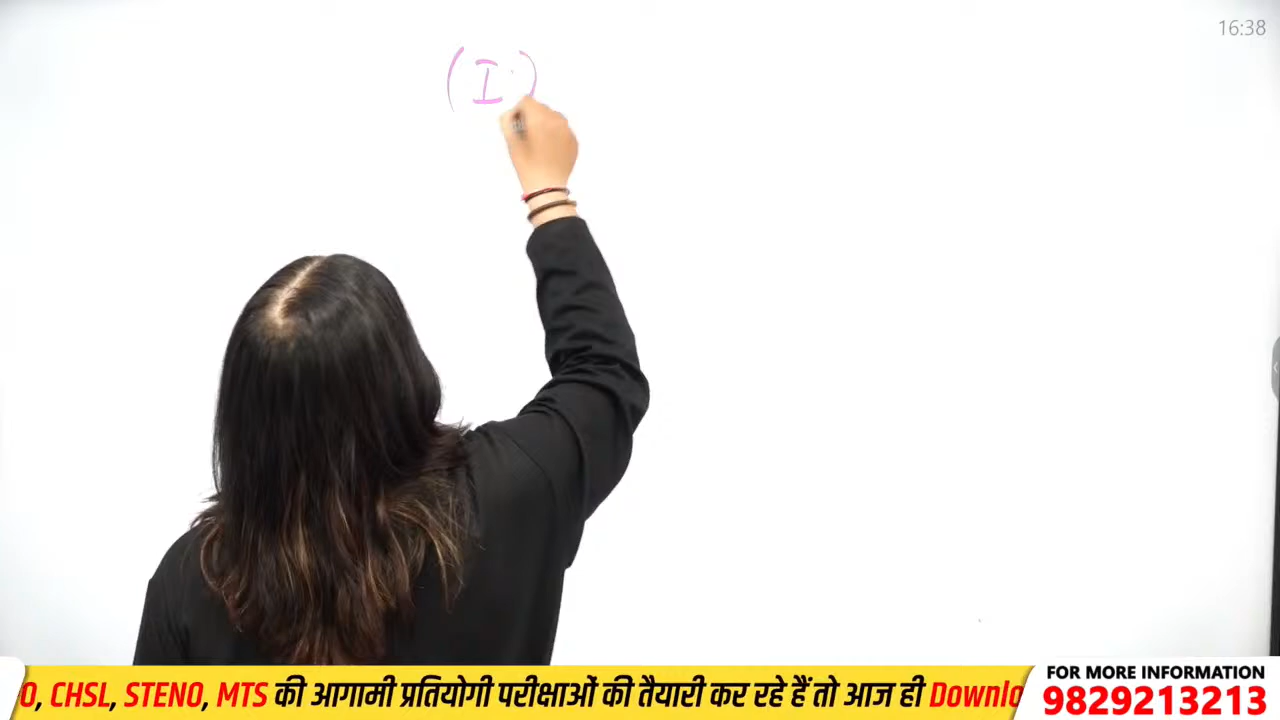 16:38
(I)
O, CHSL, STENO, MTS की आगामी प्रतियोगी परीक्षाओं की तैयारी कर रहे हैं तो आज ही Downlo
FOR MORE INFORMATION
9829213213